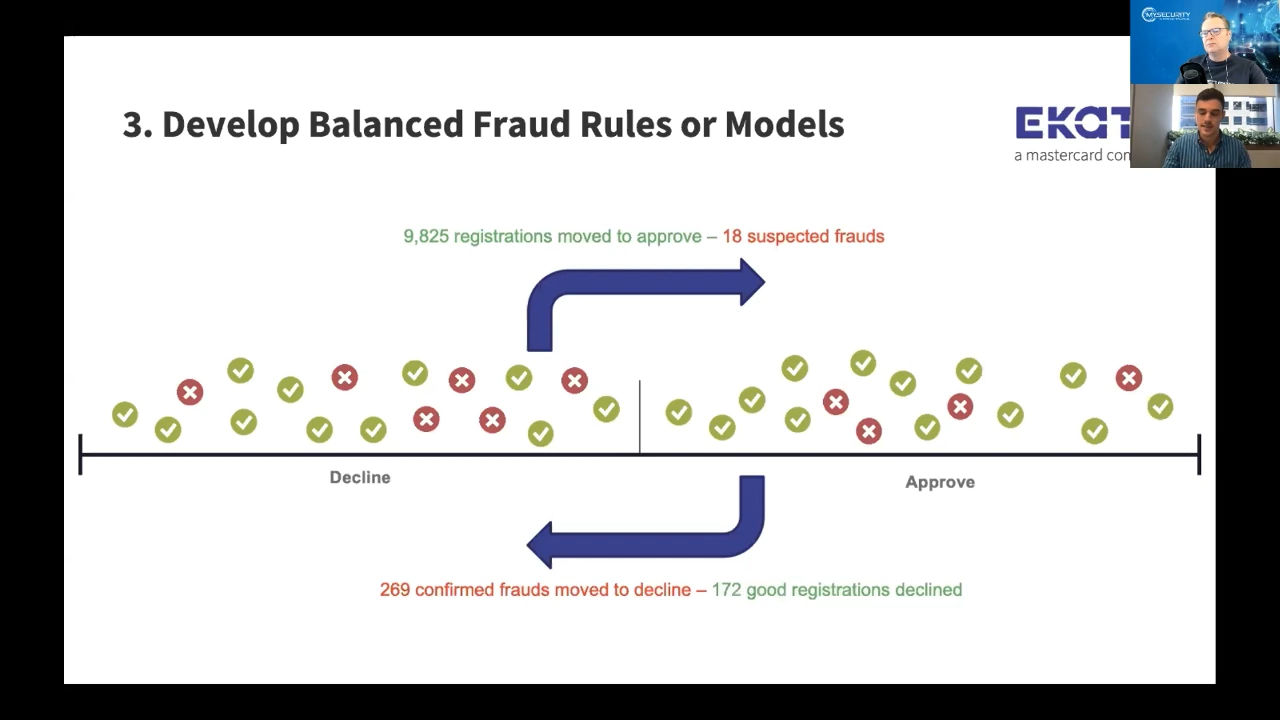 MYSECURITY
3. Develop Balanced Fraud Rules or Models
EKAT
a mastercard con
9,825 registrations moved to approve – 18 suspected frauds
Decline
Approve
269 confirmed frauds moved to decline – 172 good registrations declined